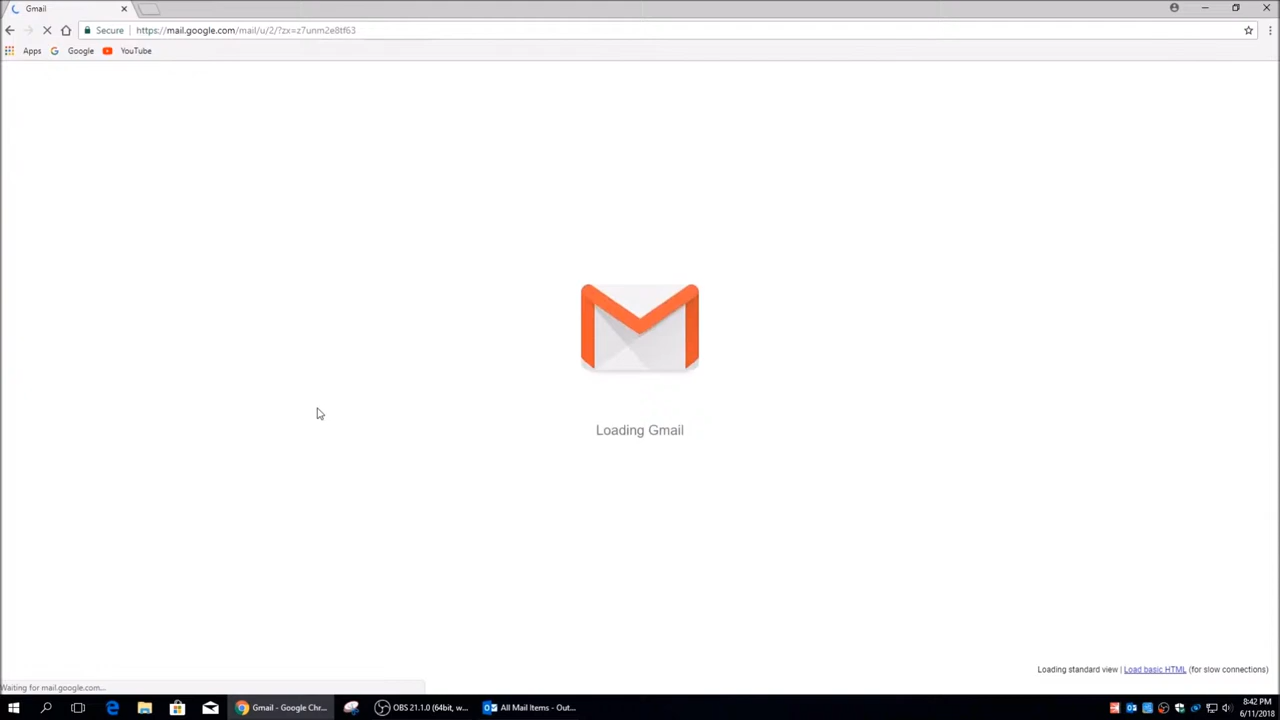 Gmail
Secure | https://mail.google.com/mail/u/2/?zx=z7unm2e8tf63
Apps Google YouTube
Loading Gmail
Loading standard view | Load basic HTML (for slow connections)
Waiting for mail.google.com...
Gmail - Google Chr... OBS 21.1.0 (64bit, w... All Mail Items - Out...
8:42 PM
6/11/2018